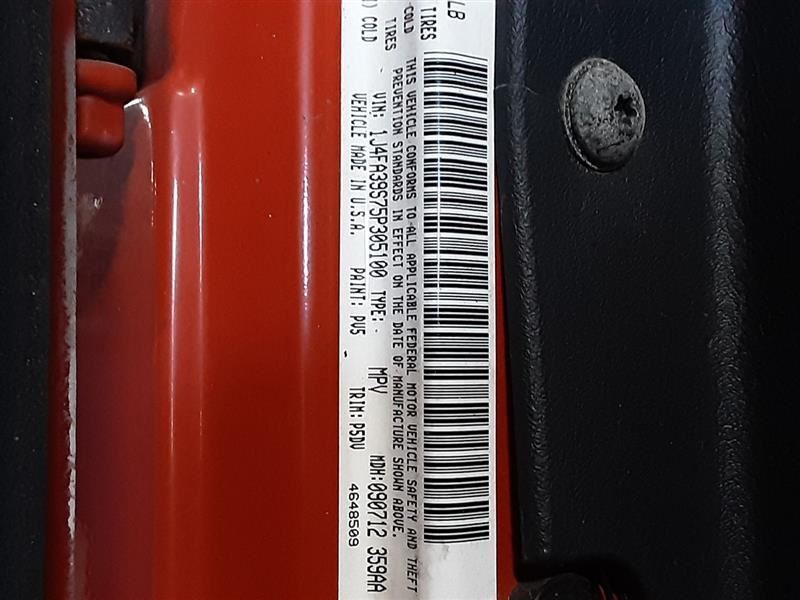 LB
TIRES
COLD TIRES
) COLD
THIS VEHICLE CONFORMS TO ALL APPLICABLE FEDERAL MOTOR VEHICLE SAFETY AND THEFT
PREVENTION STANDARDS IN EFFECT ON THE DATE OF MANUFACTURE SHOWN ABOVE.
VIN: 1J4FA39S75P305100 TYPE: MPV MDH:090712 359AA
VEHICLE MADE IN U.S.A. PAINT: PV5 TRIM: P5DV
4648509